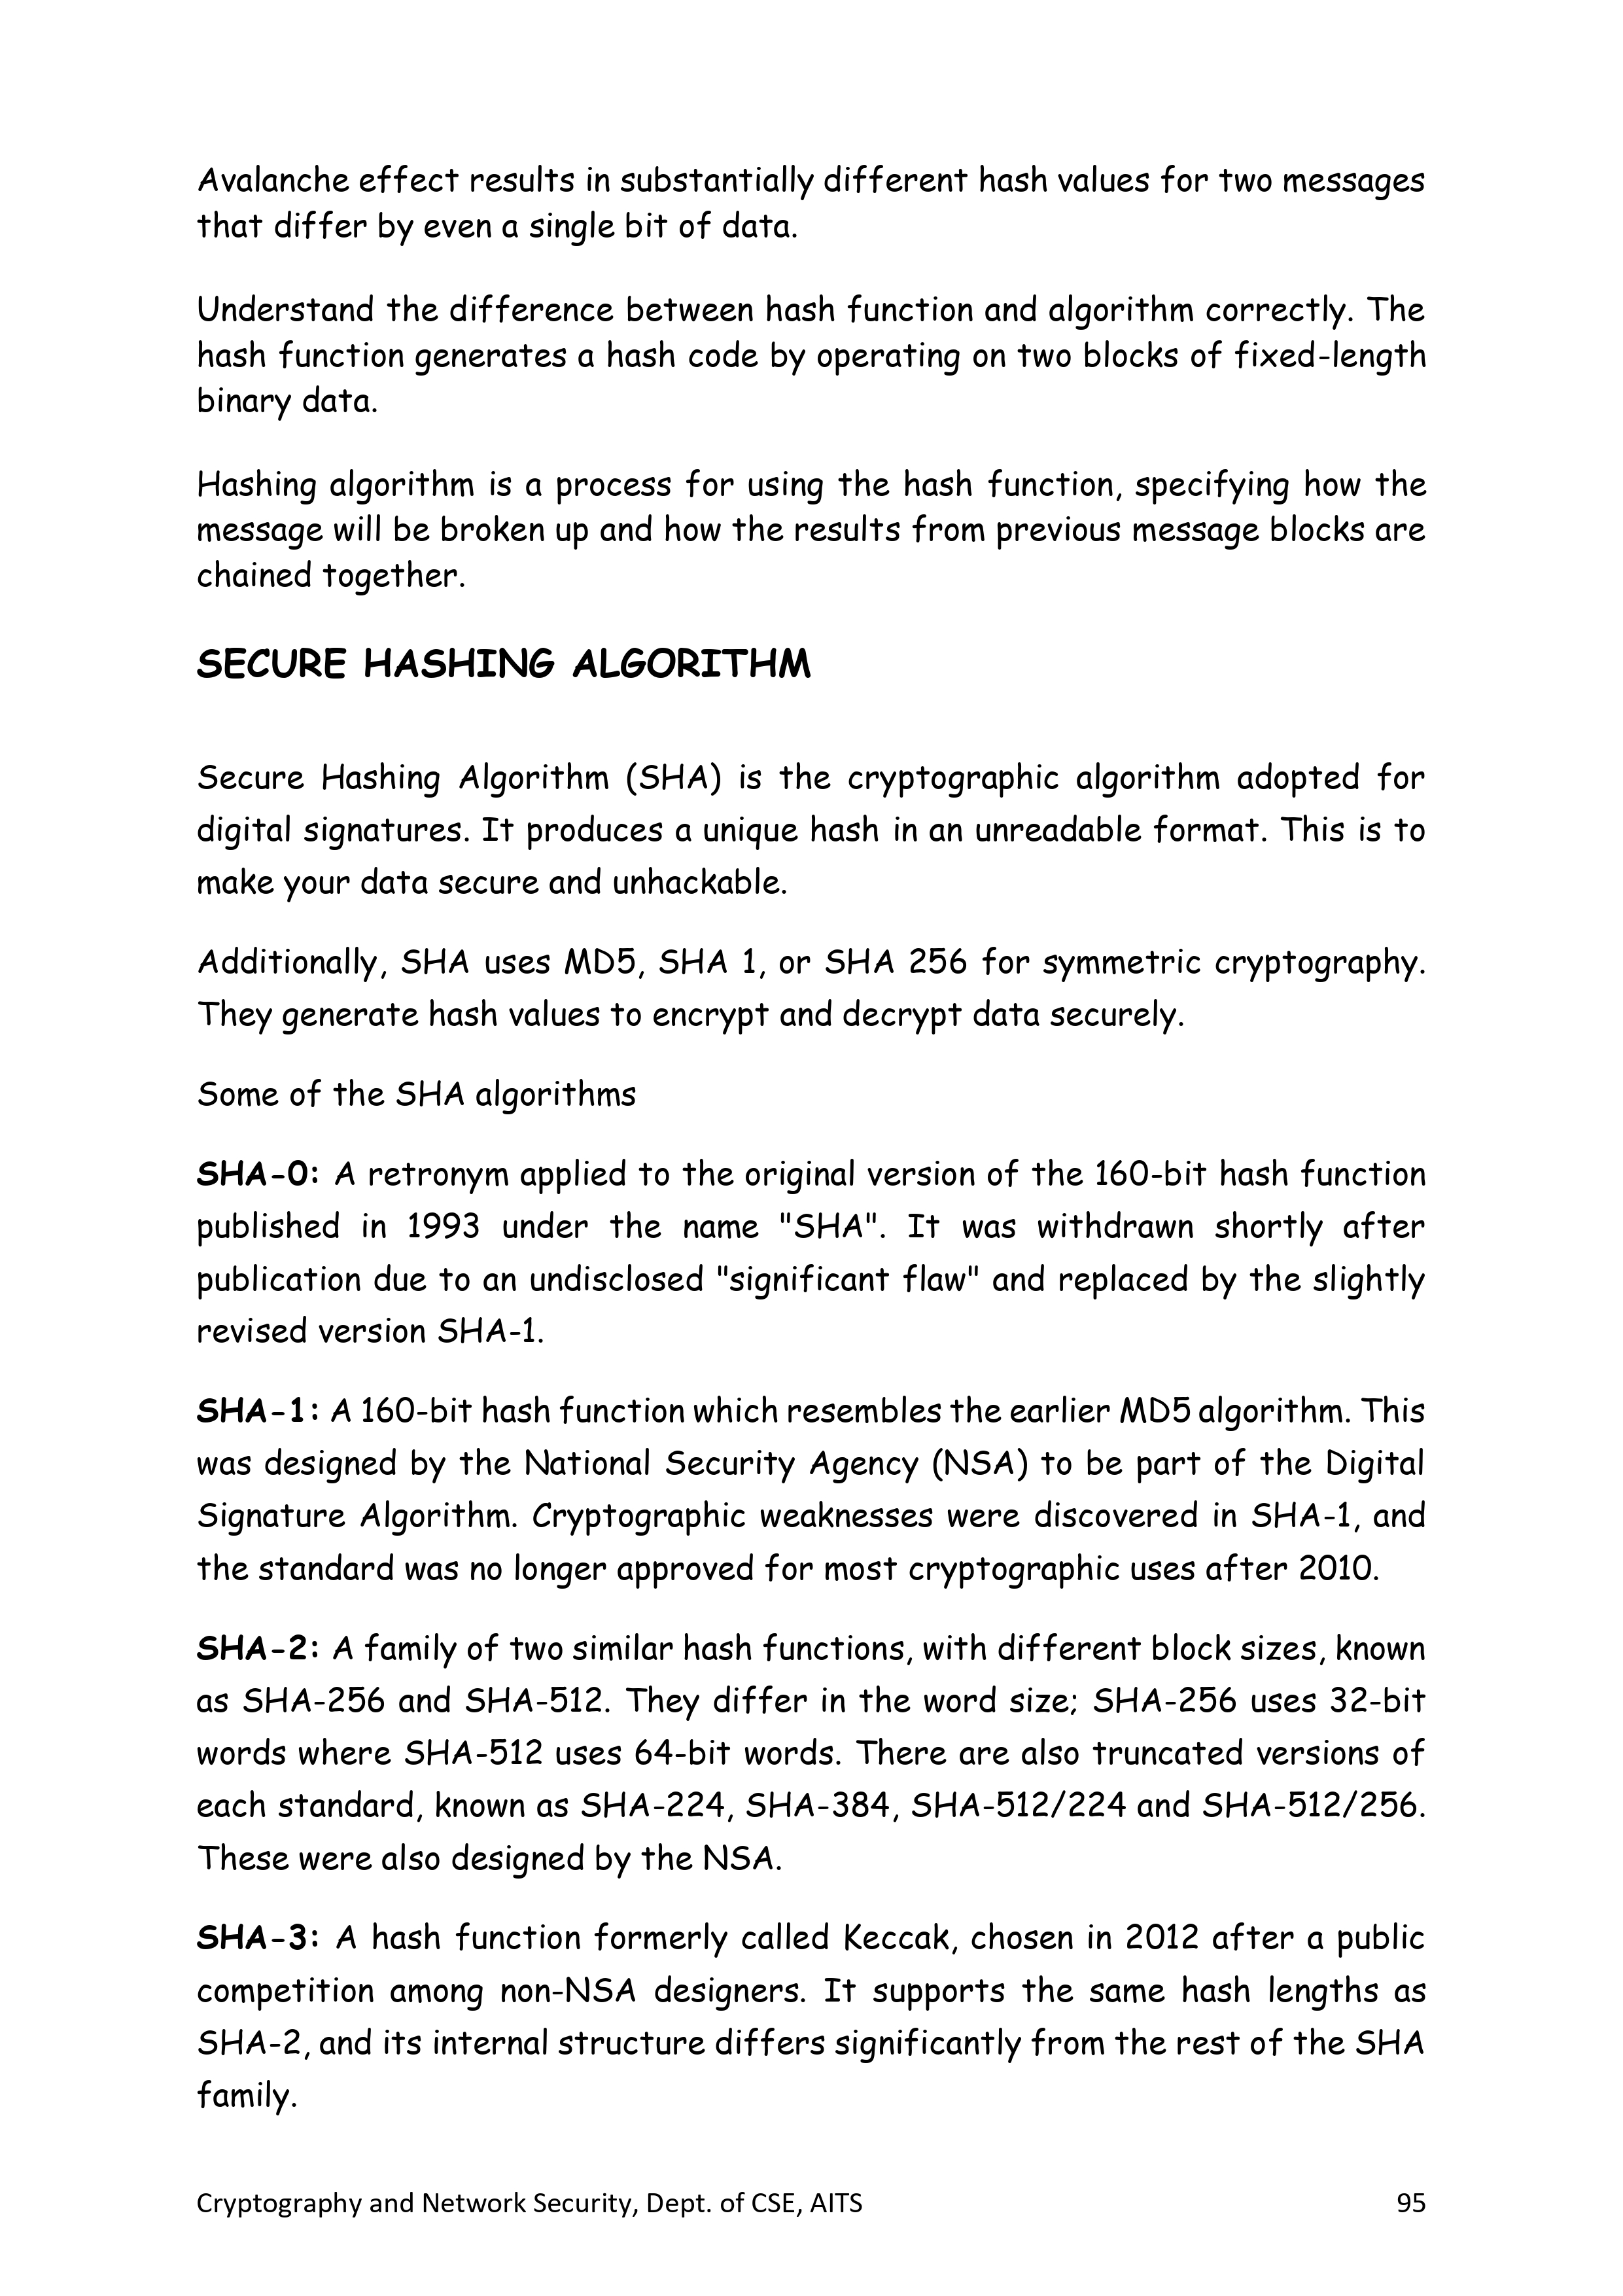 Avalanche effect results in substantially different hash values for two messages
that differ by even a single bit of data.
Understand the difference between hash function and algorithm correctly. The
hash function generates a hash code by operating on two blocks of fixed-length
binary data.
Hashing algorithm is a process for using the hash function, specifying how the
message will be broken up and how the results from previous message blocks are
chained together.
SECURE HASHING ALGORITHM
Secure Hashing Algorithm (SHA) is the cryptographic algorithm adopted for
digital signatures. It produces a unique hash in an unreadable format. This is to
make your data secure and unhackable.
Additionally, SHA uses MD5, SHA 1, or SHA 256 for symmetric cryptography.
They generate hash values to encrypt and decrypt data securely.
Some of the SHA algorithms
SHA-0: A retronym applied to the original version of the 160-bit hash function
published in 1993 under the name "SHA". It was withdrawn shortly after
publication due to an undisclosed "significant flaw" and replaced by the slightly
revised version SHA-1.
SHA-1: A 160-bit hash function which resembles the earlier MD5 algorithm. This
was designed by the National Security Agency (NSA) to be part of the Digital
Signature Algorithm. Cryptographic weaknesses were discovered in SHA-1, and
the standard was no longer approved for most cryptographic uses after 2010.
SHA-2: A family of two similar hash functions, with different block sizes, known
as SHA-256 and SHA-512. They differ in the word size; SHA-256 uses 32-bit
words where SHA-512 uses 64-bit words. There are also truncated versions of
each standard, known as SHA-224, SHA-384, SHA-512/224 and SHA-512/256.
These were also designed by the NSA.
SHA-3: A hash function formerly called Keccak, chosen in 2012 after a public
competition among non-NSA designers. It supports the same hash lengths as
SHA-2, and its internal structure differs significantly from the rest of the SHA
family.
Cryptography and Network Security, Dept. of CSE, AITS 95